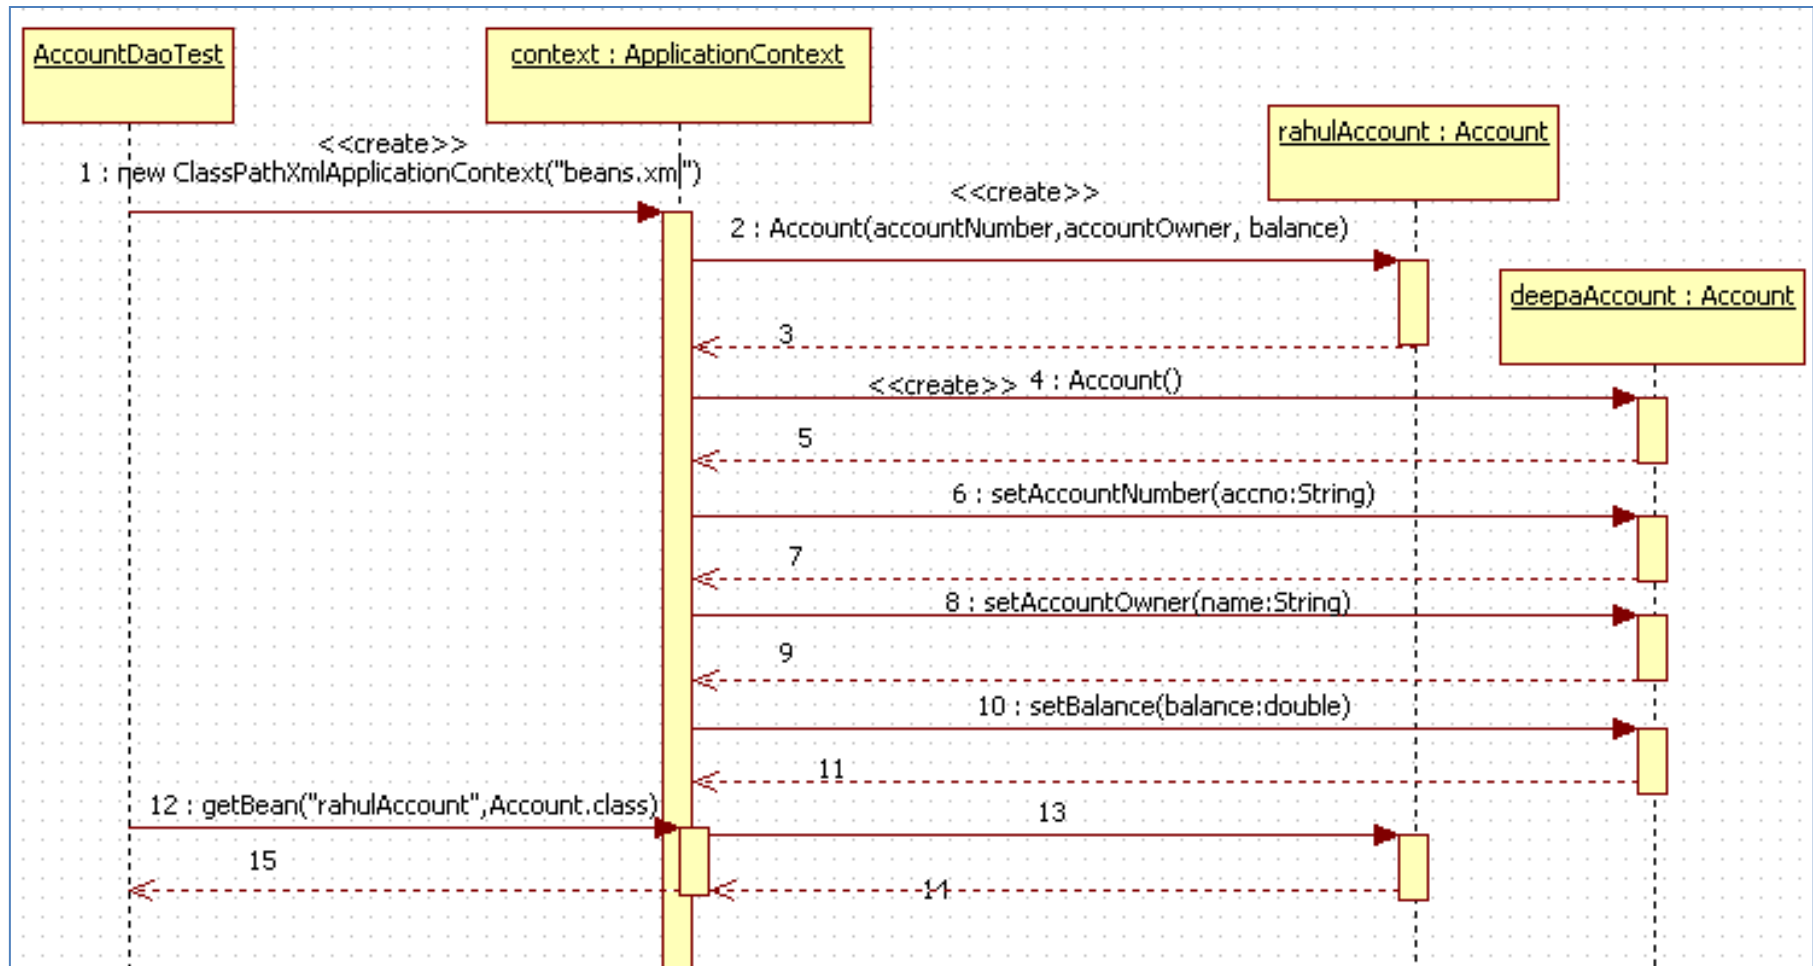 AccountDaoTest
context : ApplicationContext
rahulAccount : Account
<<create>>
1 : new ClassPathXmlApplicationContext("beans.xml")
<<create>>
2 : Account(accountNumber,accountOwner, balance)
deepaAccount : Account
3
<<create>> 4 : Account()
5
6 : setAccountNumber(accno:String)
7
8 : setAccountOwner(name:String)
9
10 : setBalance(balance:double)
11
12 : getBean("rahulAccount",Account.class)
13
15
14